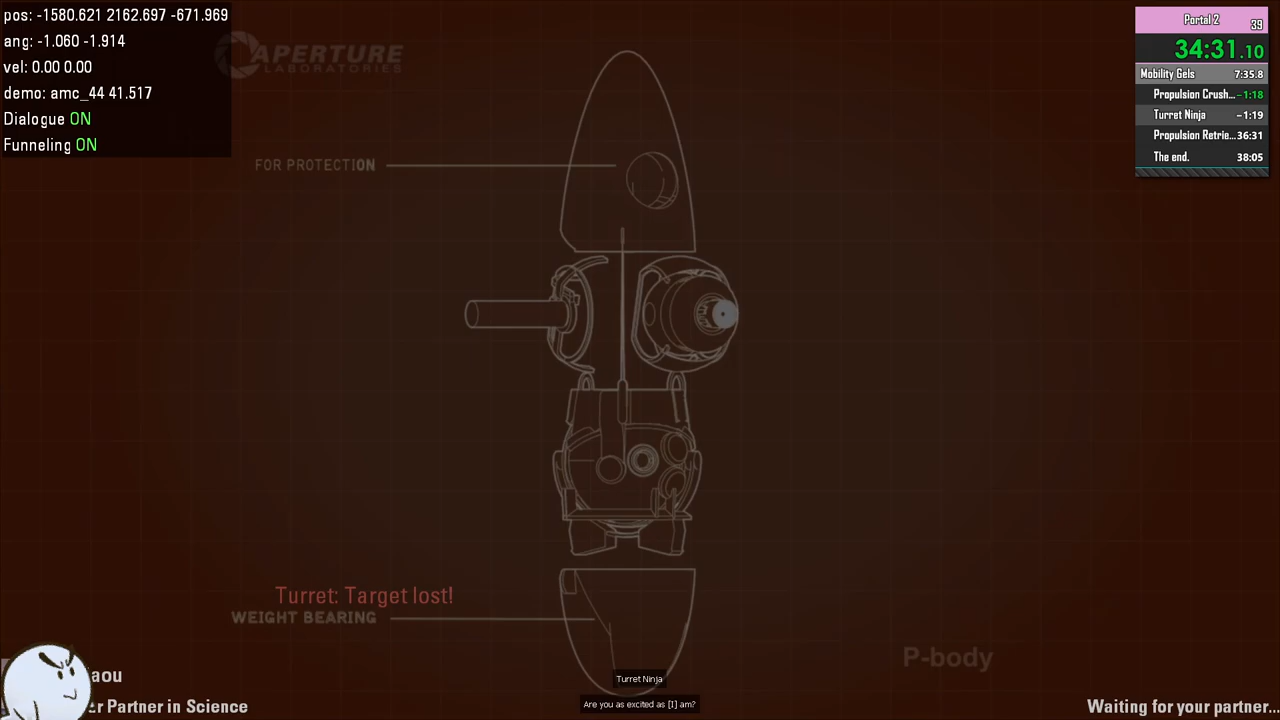 pos: -1580.621 2162.697 -671.969
ang: -1.060 -1.914
vel: 0.00 0.00
demo: amc_44 41.517
Dialogue ON
Funneling ON
APERTURE
LABORATORIES
Portal 2
39
34:31.10
Mobility Gels 7:35.8
Propulsion Crush... −1:18
Turret Ninja −1:19
Propulsion Retrie... 36:31
The end. 38:05
FOR PROTECTION
Turret: Target lost!
WEIGHT BEARING
P-body
aou
er Partner in Science
Turret Ninja
Are you as excited as [I] am?
Waiting for your partner...